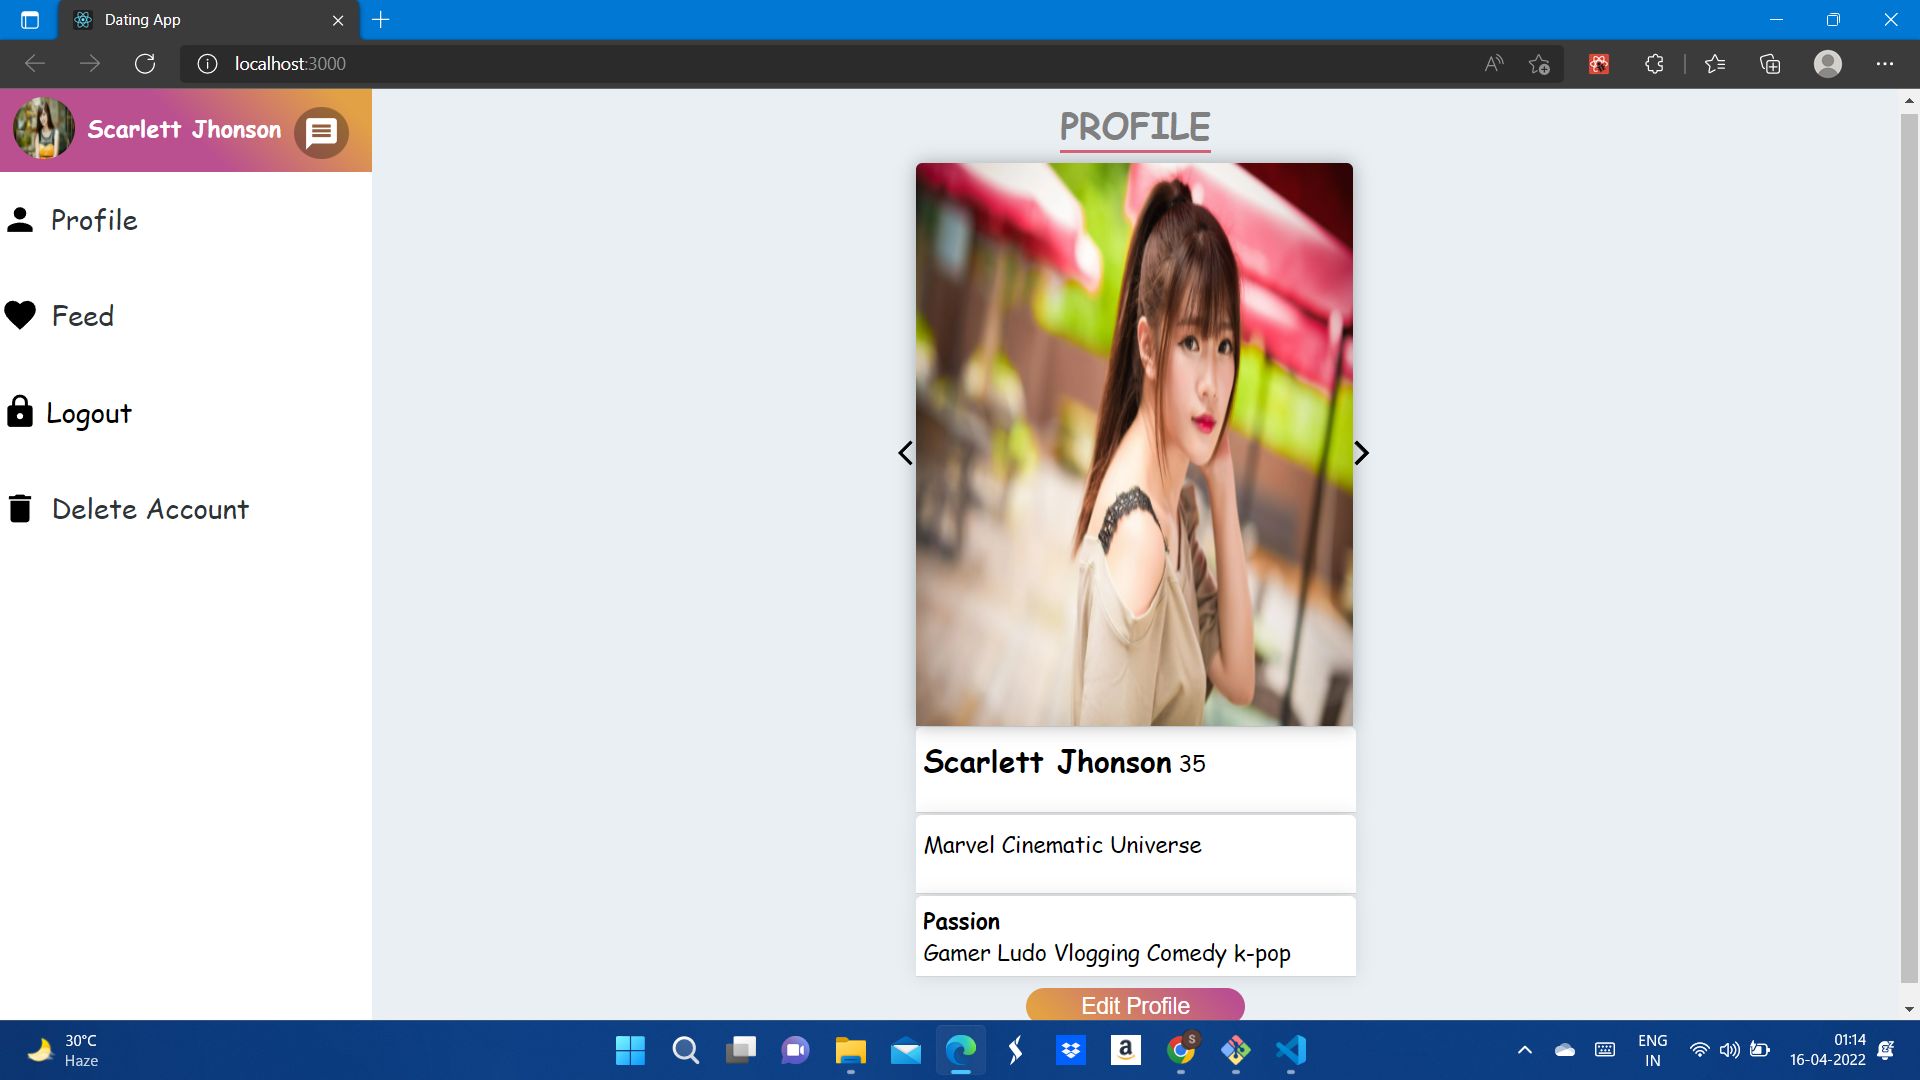 Dating App
localhost:3000
Scarlett Jhonson
Profile
Feed
Logout
Delete Account
PROFILE
Scarlett Jhonson 35
Marvel Cinematic Universe
Passion
Gamer Ludo Vlogging Comedy k-pop
Edit Profile
30°C
Haze
a
S
ENG
IN
01:14
16-04-2022